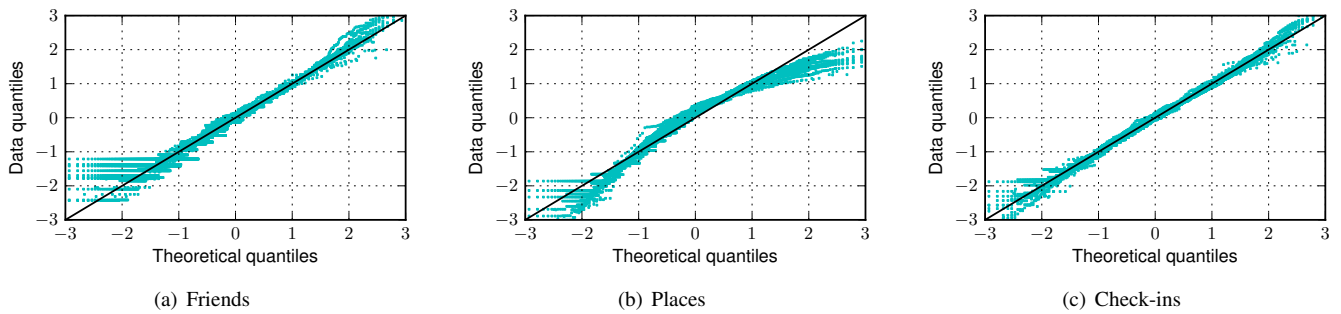 3
2
1
0
−1
−2
−3
Data quantiles
−3 −2 −1 0 1 2 3
Theoretical quantiles
(a) Friends
3
2
1
0
−1
−2
−3
Data quantiles
−3 −2 −1 0 1 2 3
Theoretical quantiles
(b) Places
3
2
1
0
−1
−2
−3
Data quantiles
−3 −2 −1 0 1 2 3
Theoretical quantiles
(c) Check-ins